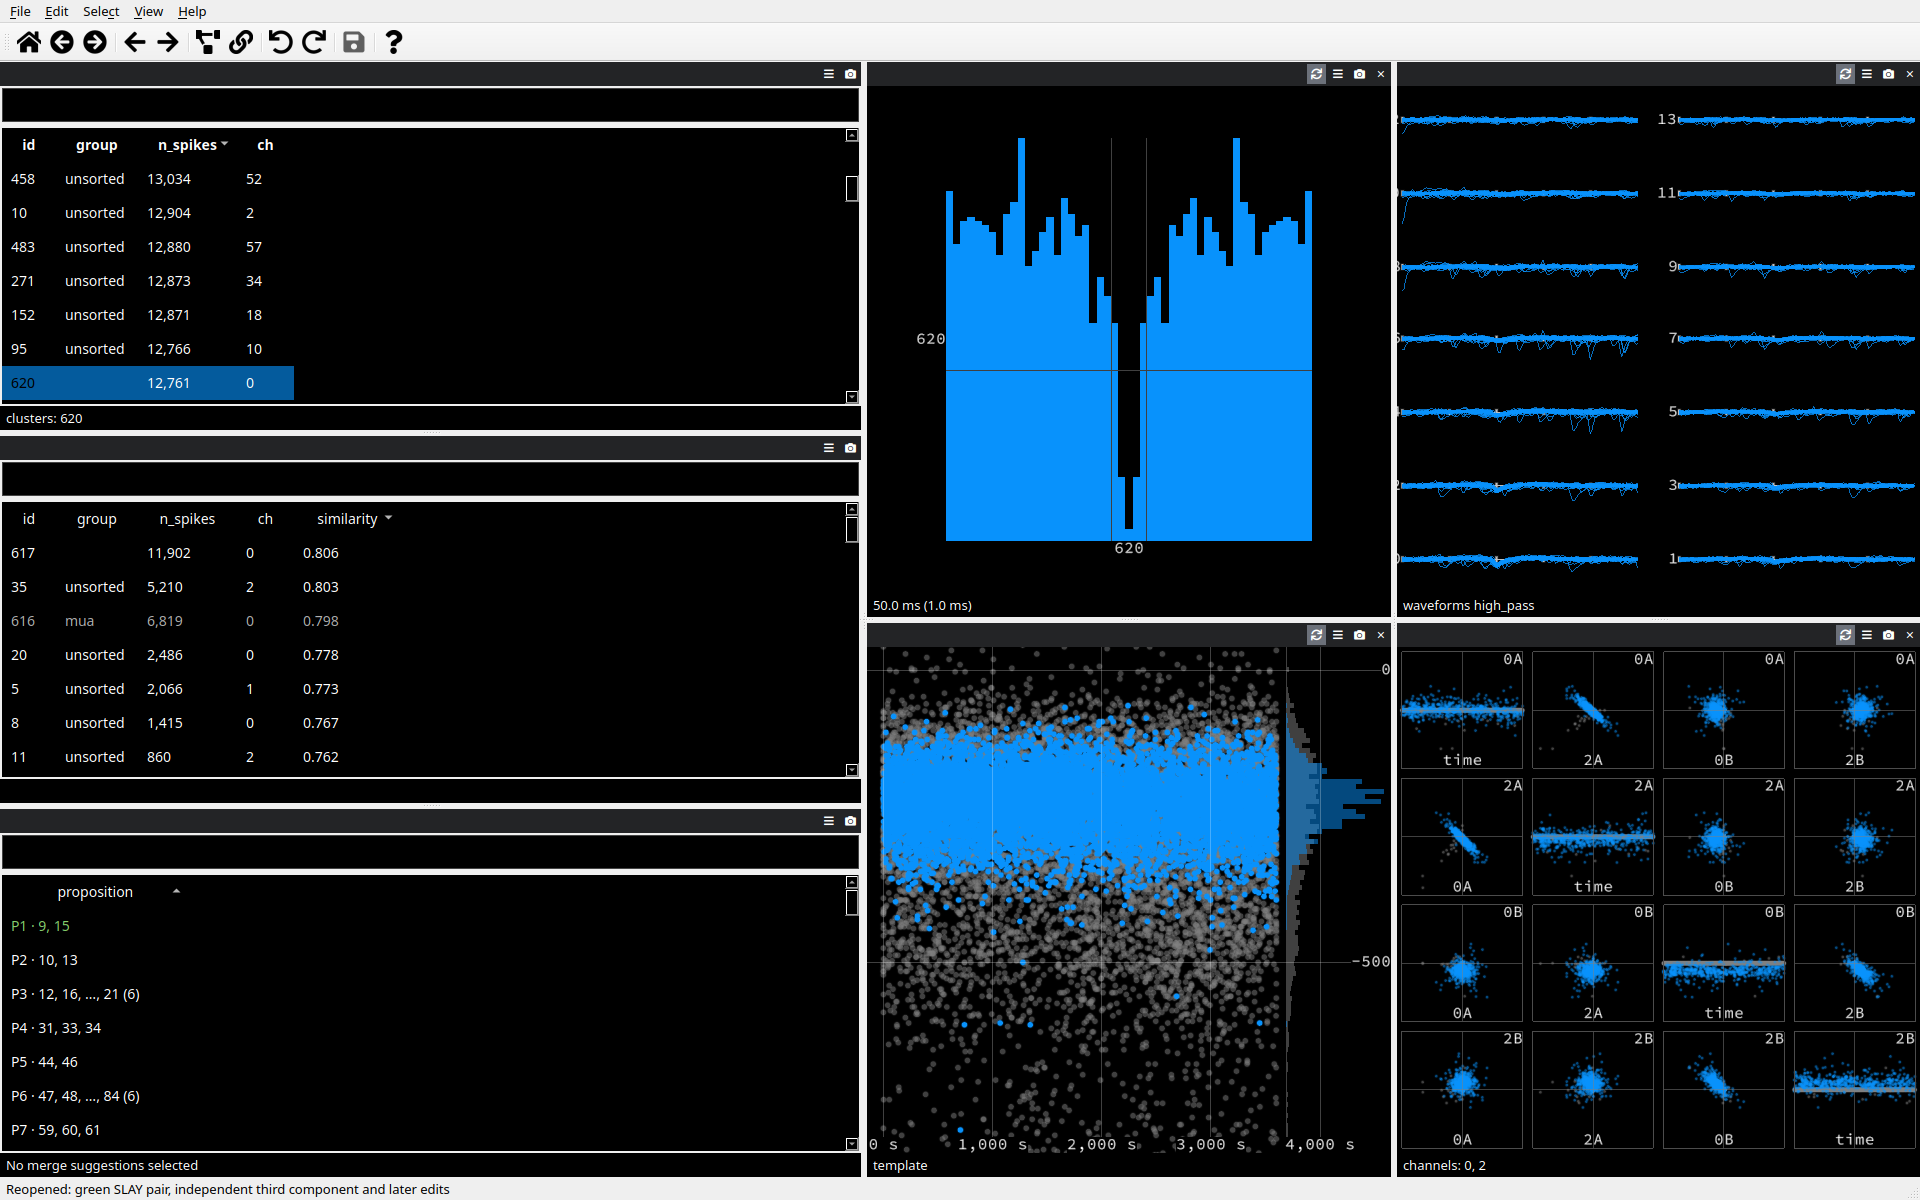 File Edit Select View Help
id group n_spikes ch
458 unsorted 13,034 52
10 unsorted 12,904 2
483 unsorted 12,880 57
271 unsorted 12,873 34
152 unsorted 12,871 18
95 unsorted 12,766 10
620 12,761 0
clusters: 620
id group n_spikes ch similarity
617 11,902 0 0.806
35 unsorted 5,210 2 0.803
616 mua 6,819 0 0.798
20 unsorted 2,486 0 0.778
5 unsorted 2,066 1 0.773
8 unsorted 1,415 0 0.767
11 unsorted 860 2 0.762
proposition
P1 · 9, 15
P2 · 10, 13
P3 · 12, 16, ..., 21 (6)
P4 · 31, 33, 34
P5 · 44, 46
P6 · 47, 48, ..., 84 (6)
P7 · 59, 60, 61
No merge suggestions selected
620
620
50.0 ms (1.0 ms)
13
11
9
7
5
3
1
waveforms high_pass
0
-500
0 s 1,000 s 2,000 s 3,000 s 4,000 s
template
0A 0A 0A 0A
time 2A 0B 2B
2A 2A 2A 2A
0A time 0B 2B
0B 0B 0B 0B
0A 2A time 2B
2B 2B 2B 2B
0A 2A 0B time
channels: 0, 2
Reopened: green SLAY pair, independent third component and later edits